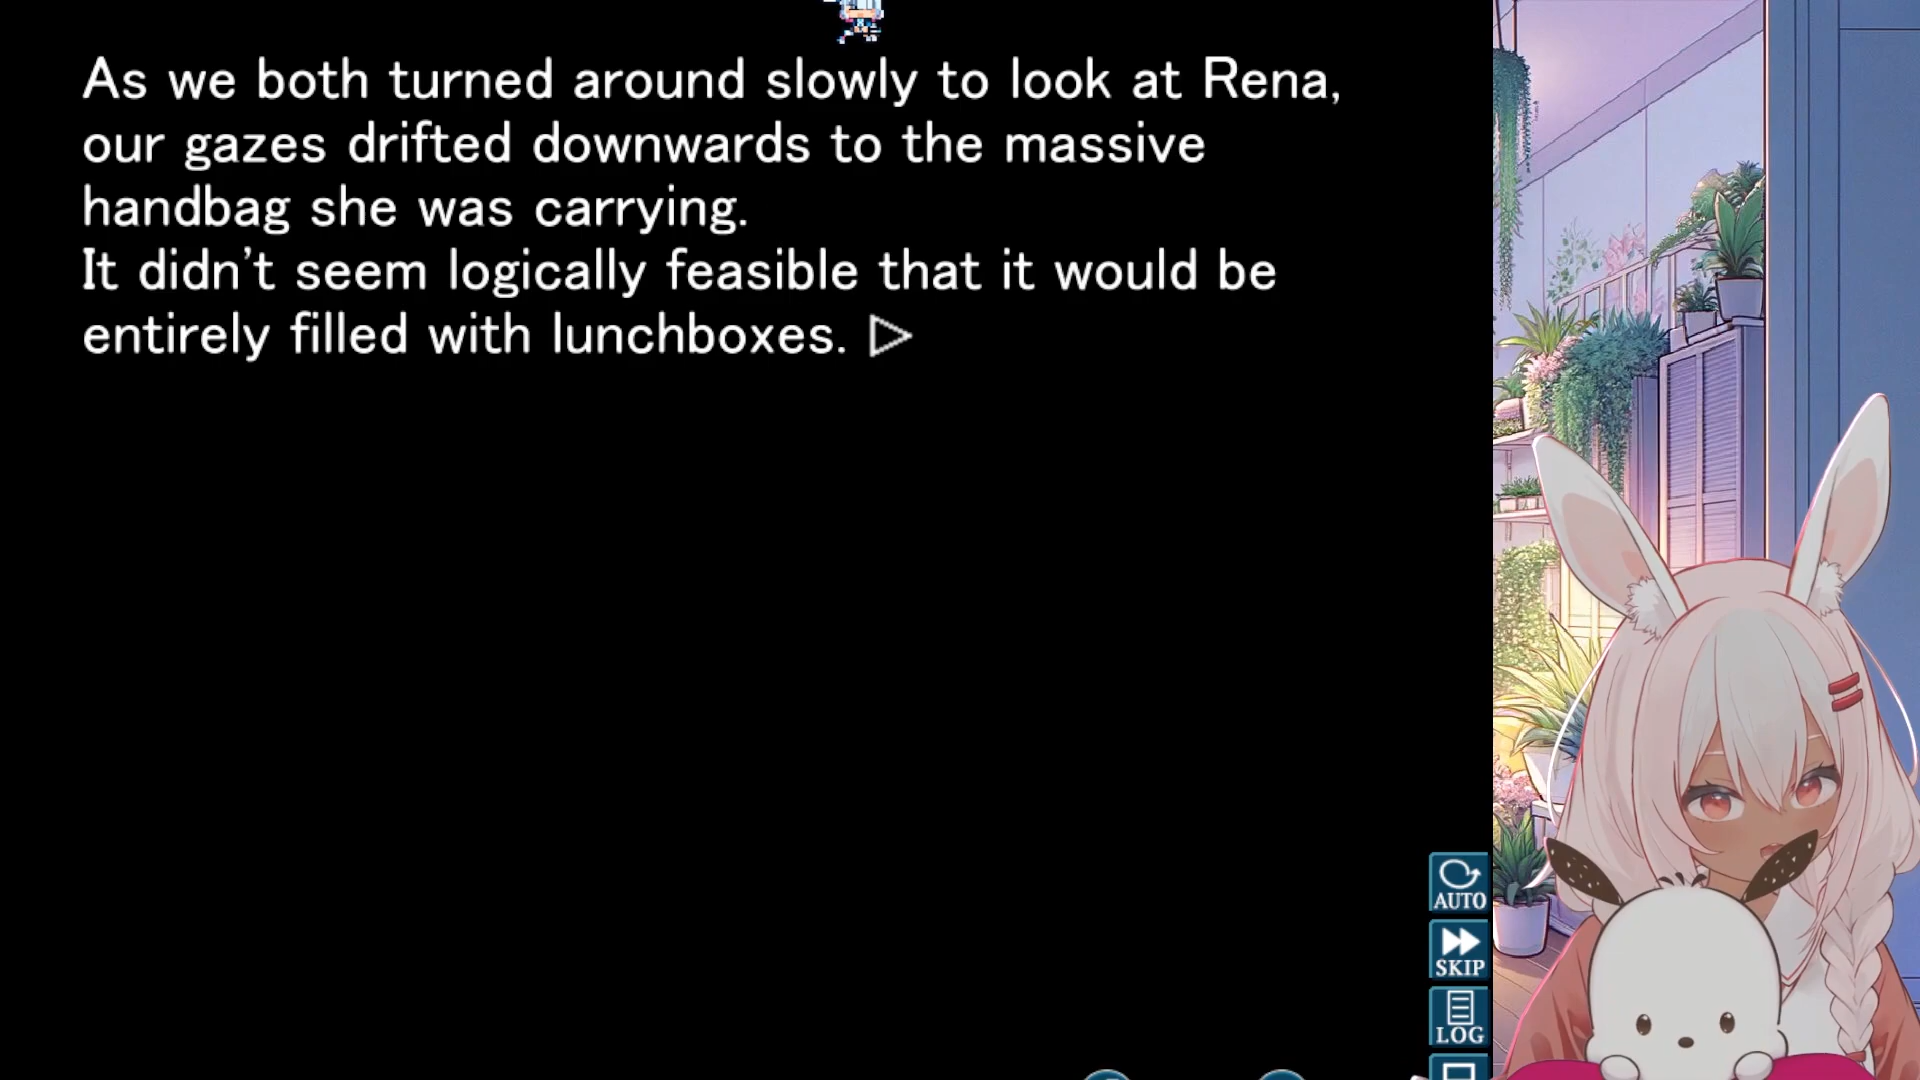 As we both turned around slowly to look at Rena,
our gazes drifted downwards to the massive
handbag she was carrying.
It didn't seem logically feasible that it would be
entirely filled with lunchboxes.
AUTO
SKIP
LOG